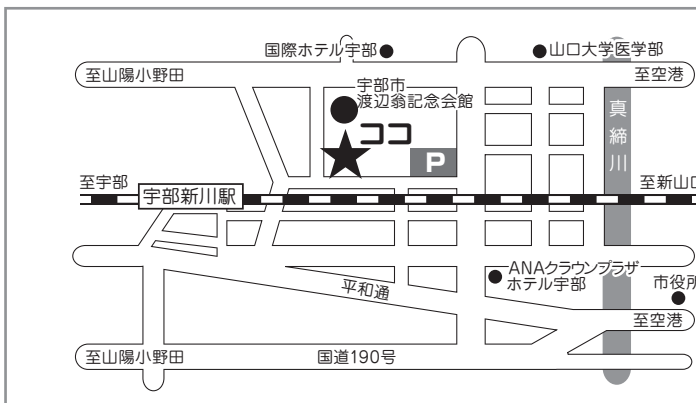 国際ホテル宇部
山口大学医学部
至山陽小野田
至空港
宇部市
渡辺翁記念会館
ココ
P
真締川
至宇部
宇部新川駅
至新山口
ANAクラウンプラザ
ホテル宇部
平和通
市役所
至空港
至山陽小野田
国道190号